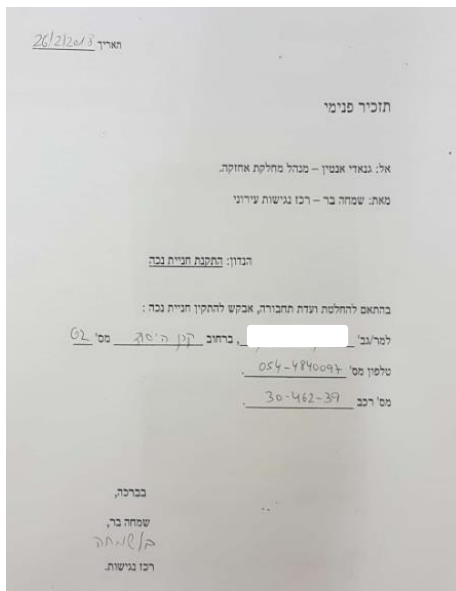 26/2/2018 תאריך
תזכיר פנימי
אל: גנאדי אנטין – מנהל מחלקת אחזקה.
מאת: שמחה בר – רכז נגישות עירוני
הנדון: התקנת חניית נכה
בהתאם להחלטת ועדת תחבורה, אבקש להתקין חניית נכה :
למר/גב' , ברחוב קרן היסוד מס' 62
טלפון מס' 054-4840097.
מס' רכב 30-462-39.
בברכה,
שמחה בר,
רכז נגישות.